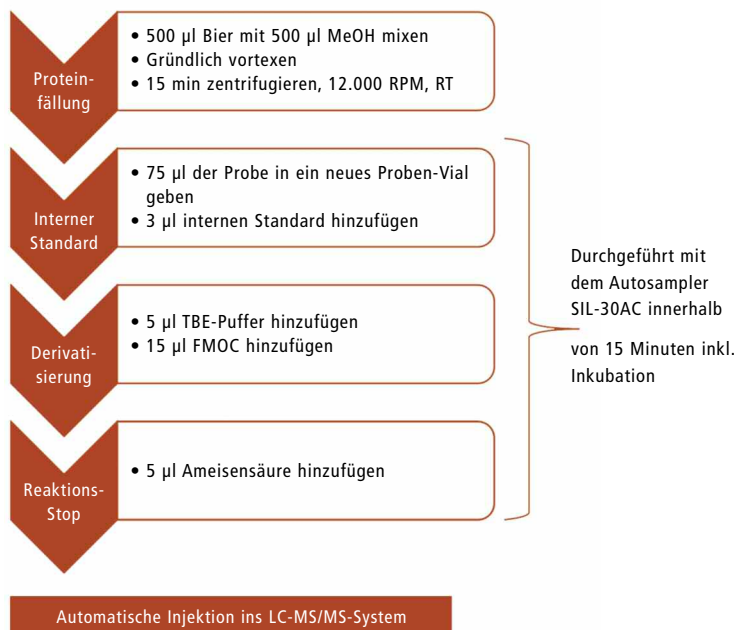 Protein-
fällung
• 500 µl Bier mit 500 µl MeOH mixen
• Gründlich vortexen
• 15 min zentrifugieren, 12.000 RPM, RT
Interner
Standard
• 75 µl der Probe in ein neues Proben-Vial
geben
• 3 µl internen Standard hinzufügen
Derivati-
sierung
• 5 µl TBE-Puffer hinzufügen
• 15 µl FMOC hinzufügen
Reaktions-
Stop
• 5 µl Ameisensäure hinzufügen
Durchgeführt mit
dem Autosampler
SIL-30AC innerhalb
von 15 Minuten inkl.
Inkubation
Automatische Injektion ins LC-MS/MS-System